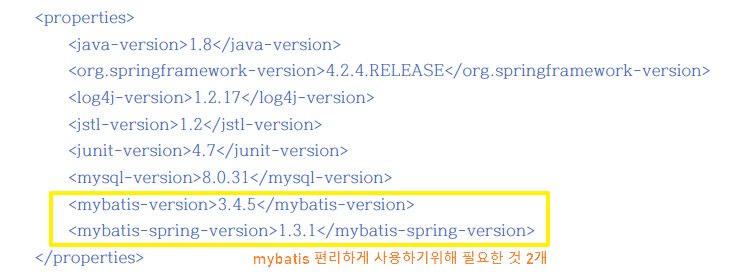 <properties>
<java-version>1.8</java-version>
<org.springframework-version>4.2.4.RELEASE</org.springframework-version>
<log4j-version>1.2.17</log4j-version>
<jstl-version>1.2</jstl-version>
<junit-version>4.7</junit-version>
<mysql-version>8.0.31</mysql-version>
<mybatis-version>3.4.5</mybatis-version>
<mybatis-spring-version>1.3.1</mybatis-spring-version>
</properties>
mybatis 편리하게 사용하기위해 필요한 것 2개